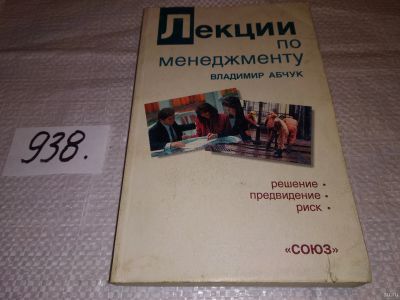 Лекции
по
менеджменту
ВЛАДИМИР АБЧУК
938.
решение •
предвидение •
риск •
«СОЮЗ»